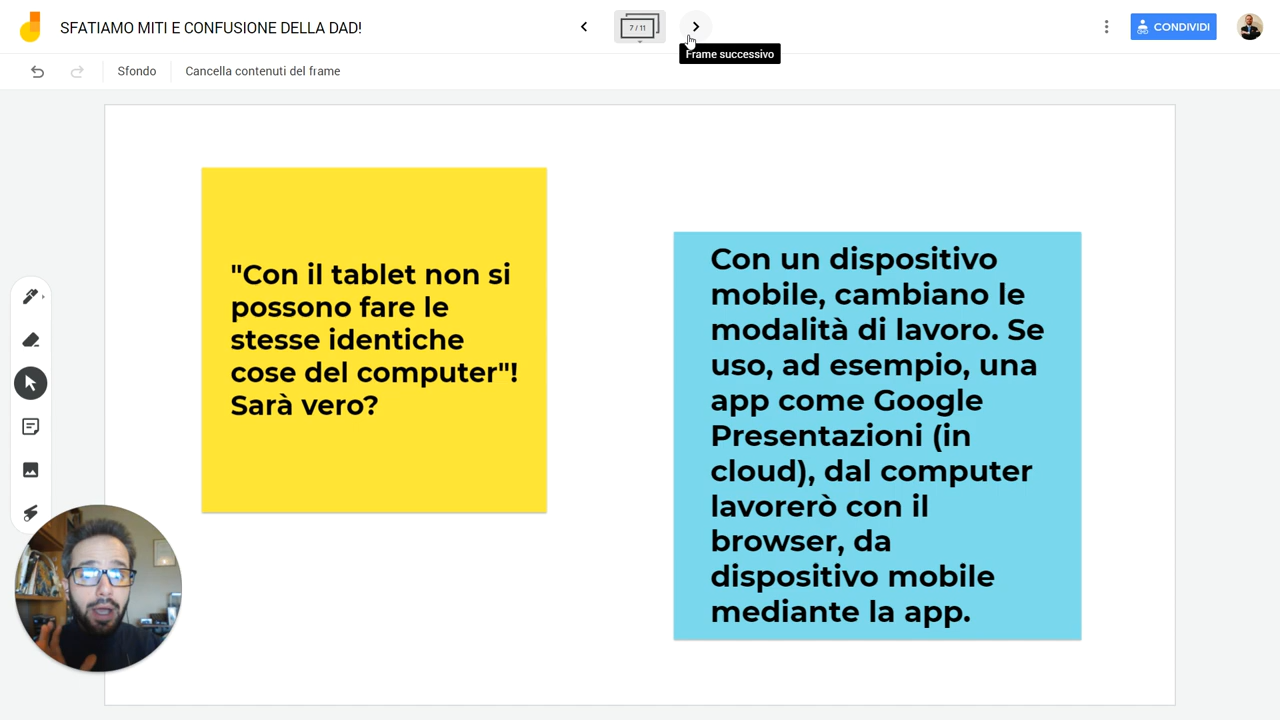 SFATIAMO MITI E CONFUSIONE DELLA DAD!
7 / 11
CONDIVIDI
Frame successivo
Sfondo
Cancella contenuti del frame
"Con il tablet non si
possono fare le
stesse identiche
cose del computer"!
Sarà vero?
Con un dispositivo
mobile, cambiano le
modalità di lavoro. Se
uso, ad esempio, una
app come Google
Presentazioni (in
cloud), dal computer
lavorerò con il
browser, da
dispositivo mobile
mediante la app.